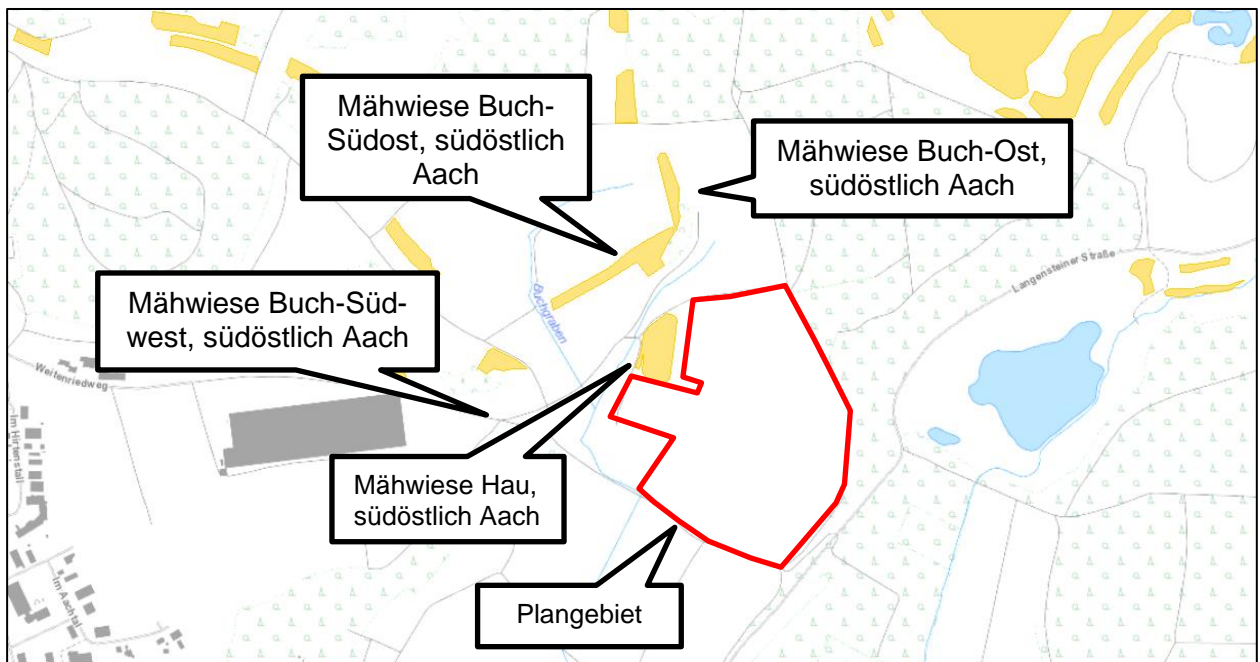 Mähwiese Buch-
Südost, südöstlich
Aach
Mähwiese Buch-Ost,
südöstlich Aach
Langensteiner Straße
Mähwiese Buch-Süd-
west, südöstlich Aach
Buchgraben
Weitenriedweg
Im Hirtenstall
Mähwiese Hau,
südöstlich Aach
Im Aachtal
Plangebiet